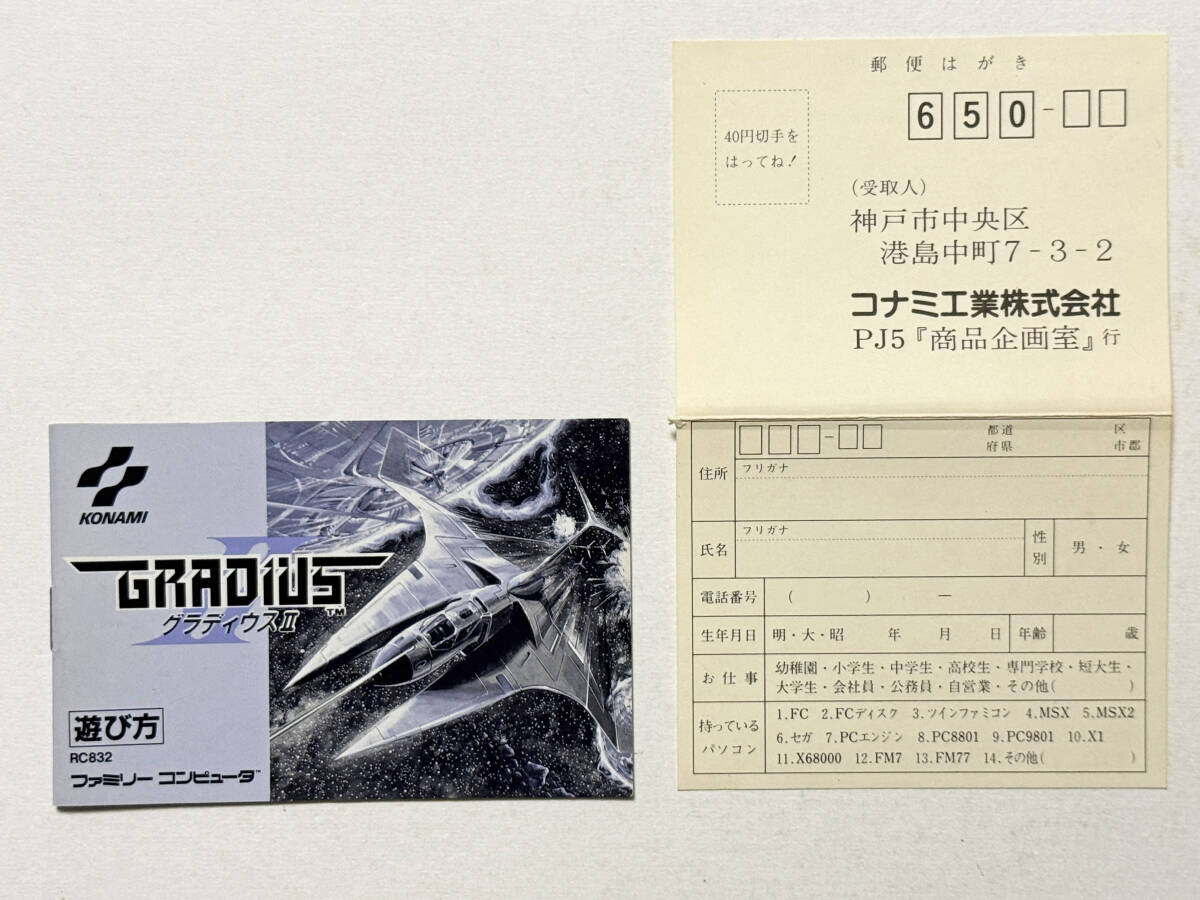 KONAMI
GRADIUS II TM
グラディウスII
遊び方
RC832
ファミリー コンピュータ™
郵便はがき
40円切手を
はってね!
650-
(受取人)
神戸市中央区
港島中町7-3-2
コナミ工業株式会社
PJ5『商品企画室』行
住所
都道 区
府県 市郡
フリガナ
氏名
フリガナ
性別
男・女
電話番号 ( ) ―
生年月日 明・大・昭 年 月 日 年齢 歳
お仕事
幼稚園・小学生・中学生・高校生・専門学校・短大生・
大学生・会社員・公務員・自営業・その他( )
持っている
パソコン
1.FC 2.FCディスク 3.ツインファミコン 4.MSX 5.MSX2
6.セガ 7.PCエンジン 8.PC8801 9.PC9801 10.X1
11.X68000 12.FM7 13.FM77 14.その他( )